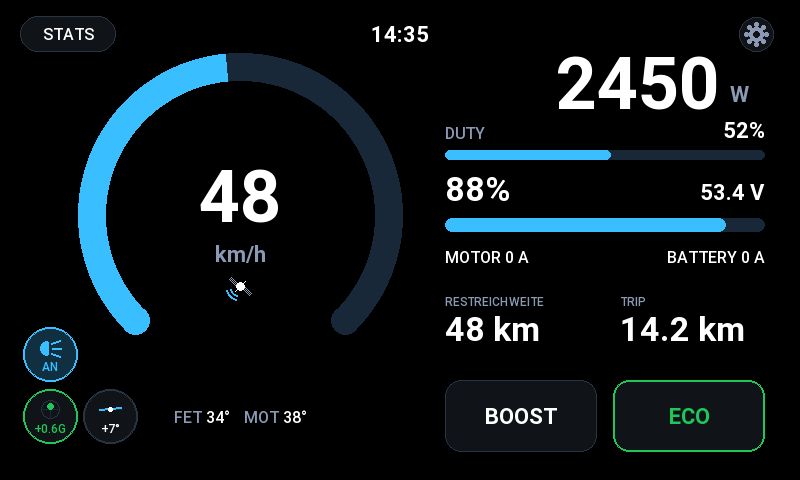 STATS
14:35
2450 W
DUTY 52%
88% 53.4 V
MOTOR 0 A BATTERY 0 A
48
km/h
RESTREICHWEITE TRIP
48 km 14.2 km
AN
+0.6G +7°
FET 34° MOT 38°
BOOST ECO